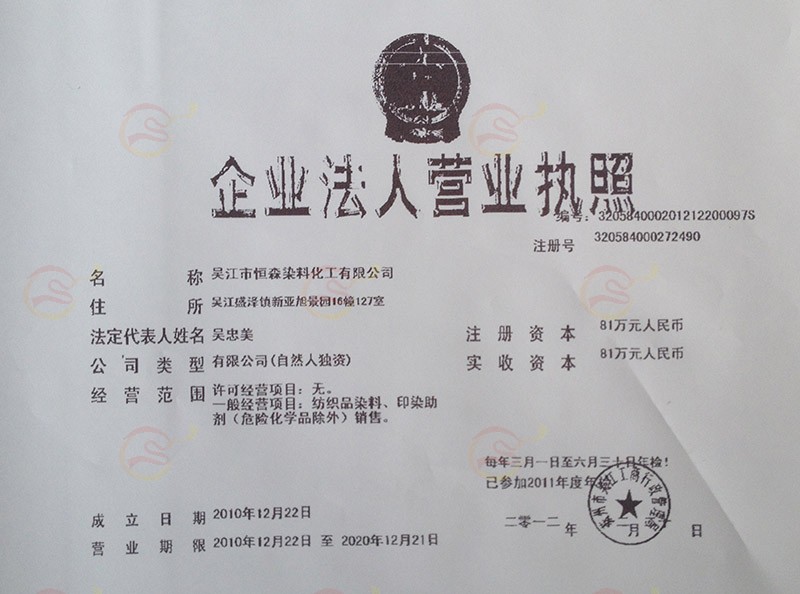 企业法人营业执照
编号：320584000201212200097S
注册号 320584000272490
名称 吴江市恒森染料化工有限公司
住所 吴江盛泽镇新亚旭景园16幢127室
法定代表人姓名 吴忠美
注册资本 81万元人民币
公司类型 有限公司(自然人独资)
实收资本 81万元人民币
经营范围 许可经营项目：无。
一般经营项目：纺织品染料、印染助
剂（危险化学品除外）销售。
每年三月一日至六月三十日年检！
已参加2011年度年检
成立日期 2010年12月22日
二零一二 年 月 日
营业期限 2010年12月22日 至 2020年12月21日